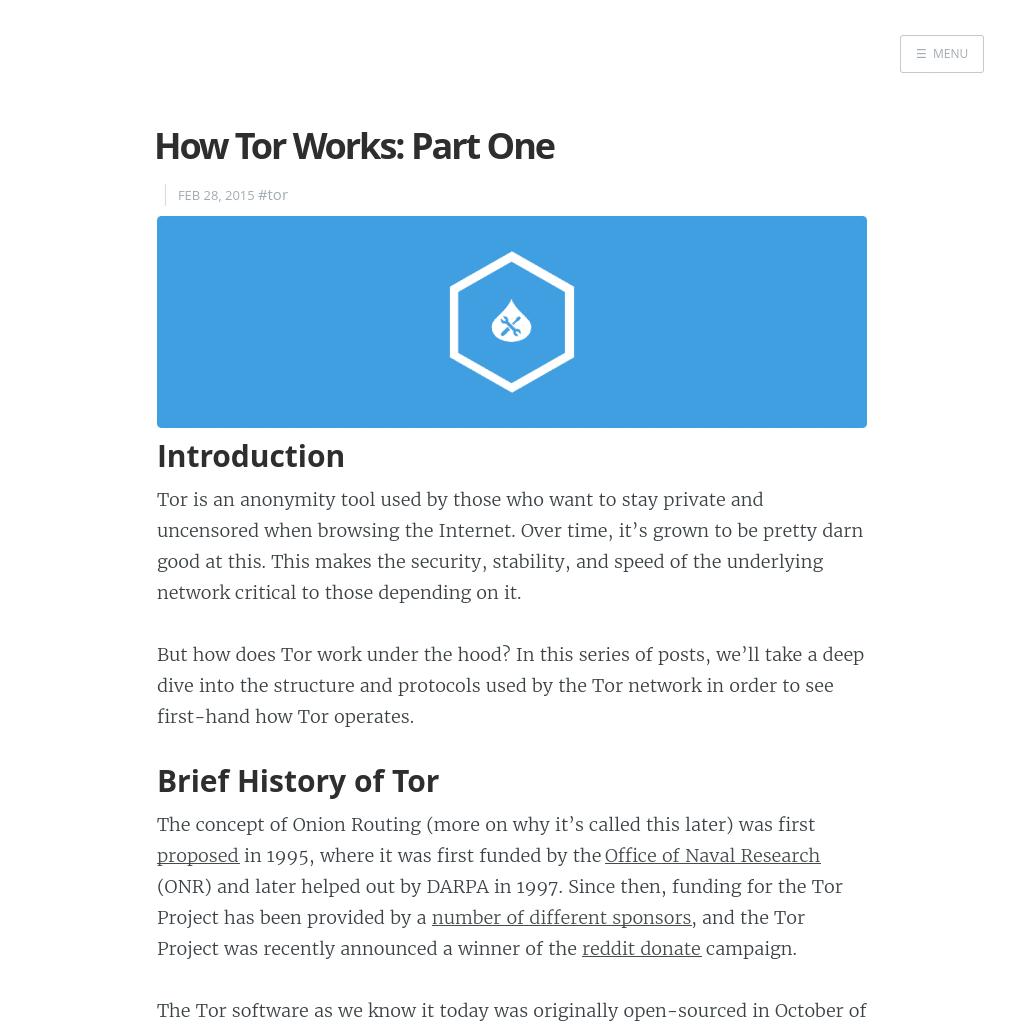 ☰ MENU
How Tor Works: Part One
FEB 28, 2015 #tor
Introduction
Tor is an anonymity tool used by those who want to stay private and
uncensored when browsing the Internet. Over time, it’s grown to be pretty darn
good at this. This makes the security, stability, and speed of the underlying
network critical to those depending on it.
But how does Tor work under the hood? In this series of posts, we’ll take a deep
dive into the structure and protocols used by the Tor network in order to see
first-hand how Tor operates.
Brief History of Tor
The concept of Onion Routing (more on why it’s called this later) was first
proposed in 1995, where it was first funded by the Office of Naval Research
(ONR) and later helped out by DARPA in 1997. Since then, funding for the Tor
Project has been provided by a number of different sponsors, and the Tor
Project was recently announced a winner of the reddit donate campaign.
The Tor software as we know it today was originally open-sourced in October of